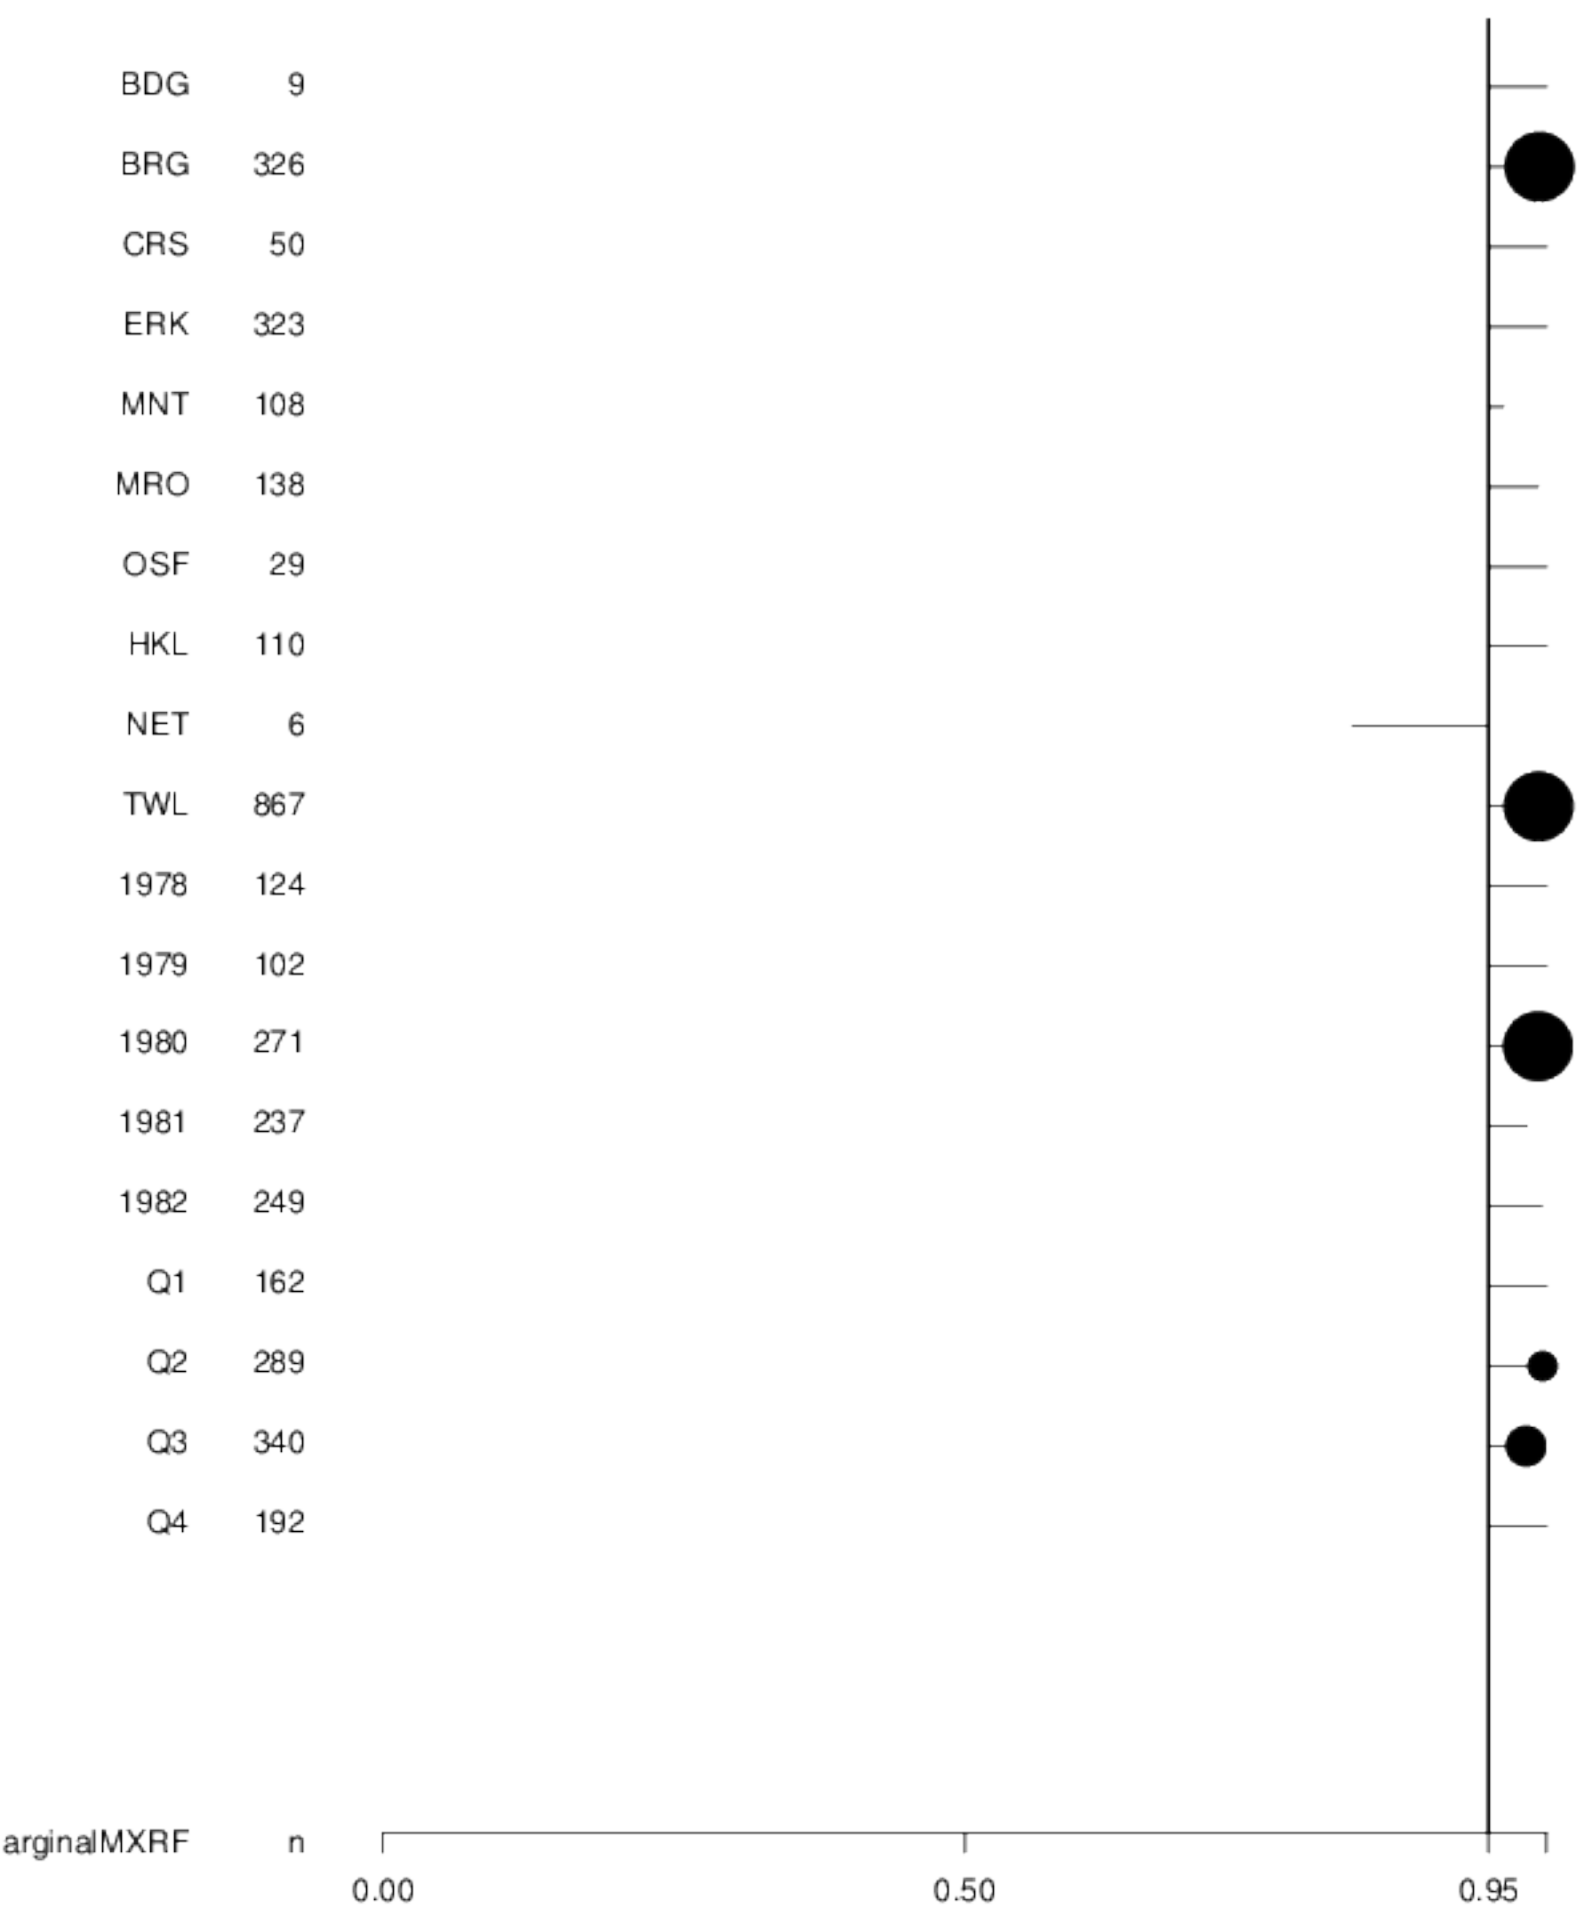 BDG 9
BRG 326
CRS 50
ERK 323
MNT 108
MRO 138
OSF 29
HKL 110
NET 6
TWL 867
1978 124
1979 102
1980 271
1981 237
1982 249
Q1 162
Q2 289
Q3 340
Q4 192
arginalMXRF n
0.00 0.50 0.95